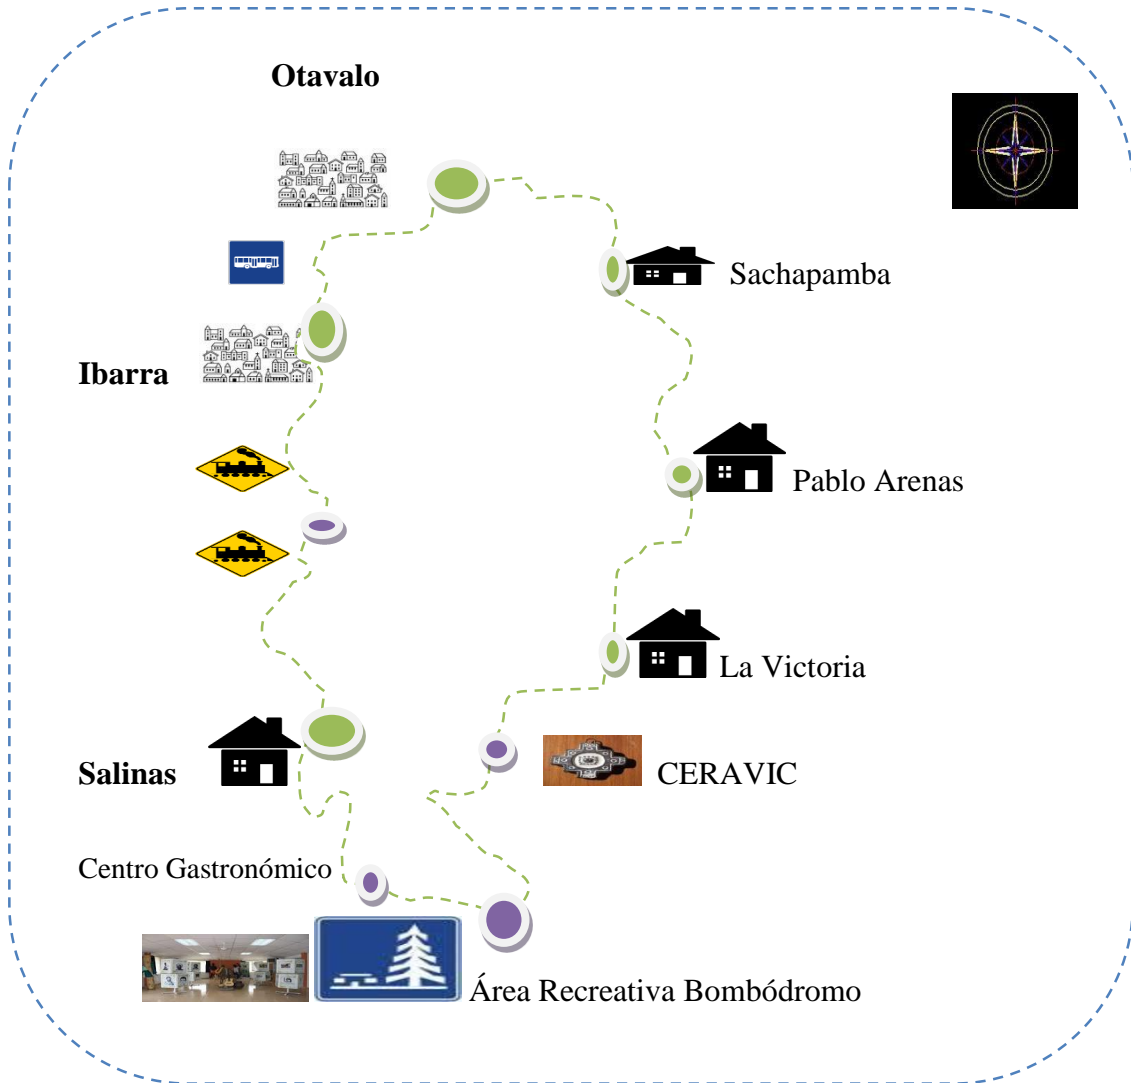 Otavalo
Sachapamba
Ibarra
Pablo Arenas
La Victoria
Salinas
CERAVIC
Centro Gastronómico
Área Recreativa Bombódromo